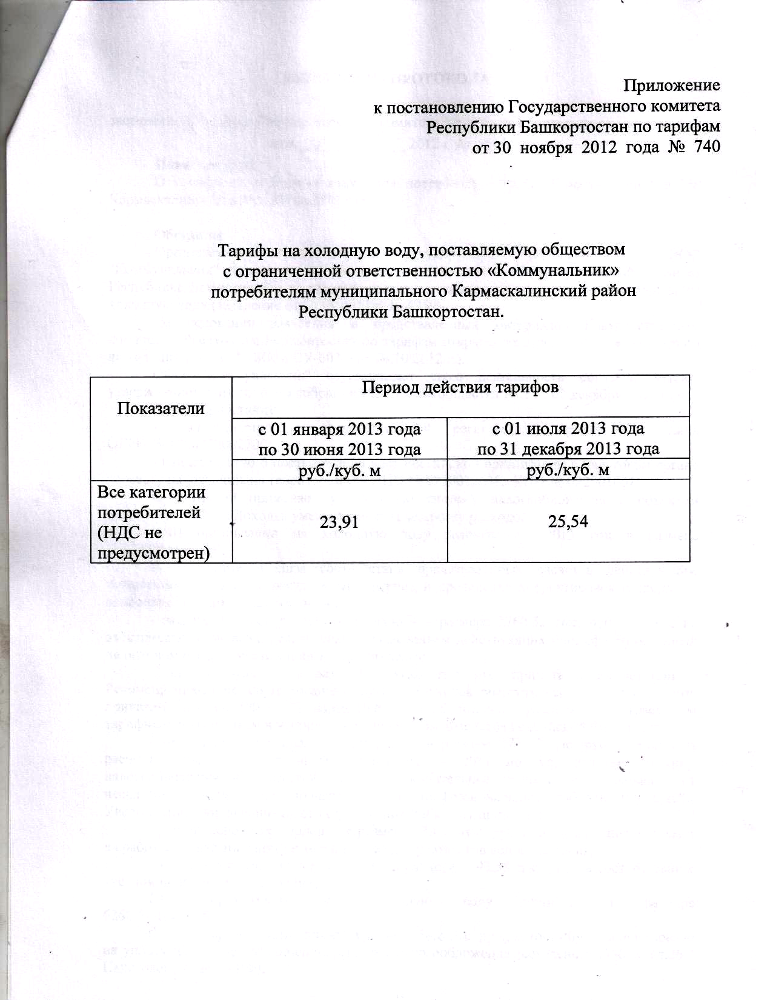 Приложение
к постановлению Государственного комитета
Республики Башкортостан по тарифам
от 30 ноября 2012 года № 740
Тарифы на холодную воду, поставляемую обществом
с ограниченной ответственностью «Коммунальник»
потребителям муниципального Кармаскалинский район
Республики Башкортостан.
Показатели
Период действия тарифов
с 01 января 2013 года
по 30 июня 2013 года
с 01 июля 2013 года
по 31 декабря 2013 года
руб./куб. м
руб./куб. м
Все категории
потребителей
(НДС не
предусмотрен)
23,91
25,54